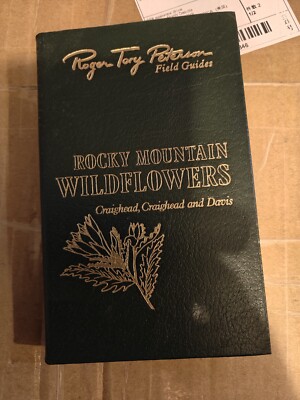 Roger Tory Peterson
Field Guides
ROCKY MOUNTAIN
WILDFLOWERS
Craighead, Craighead and Davis